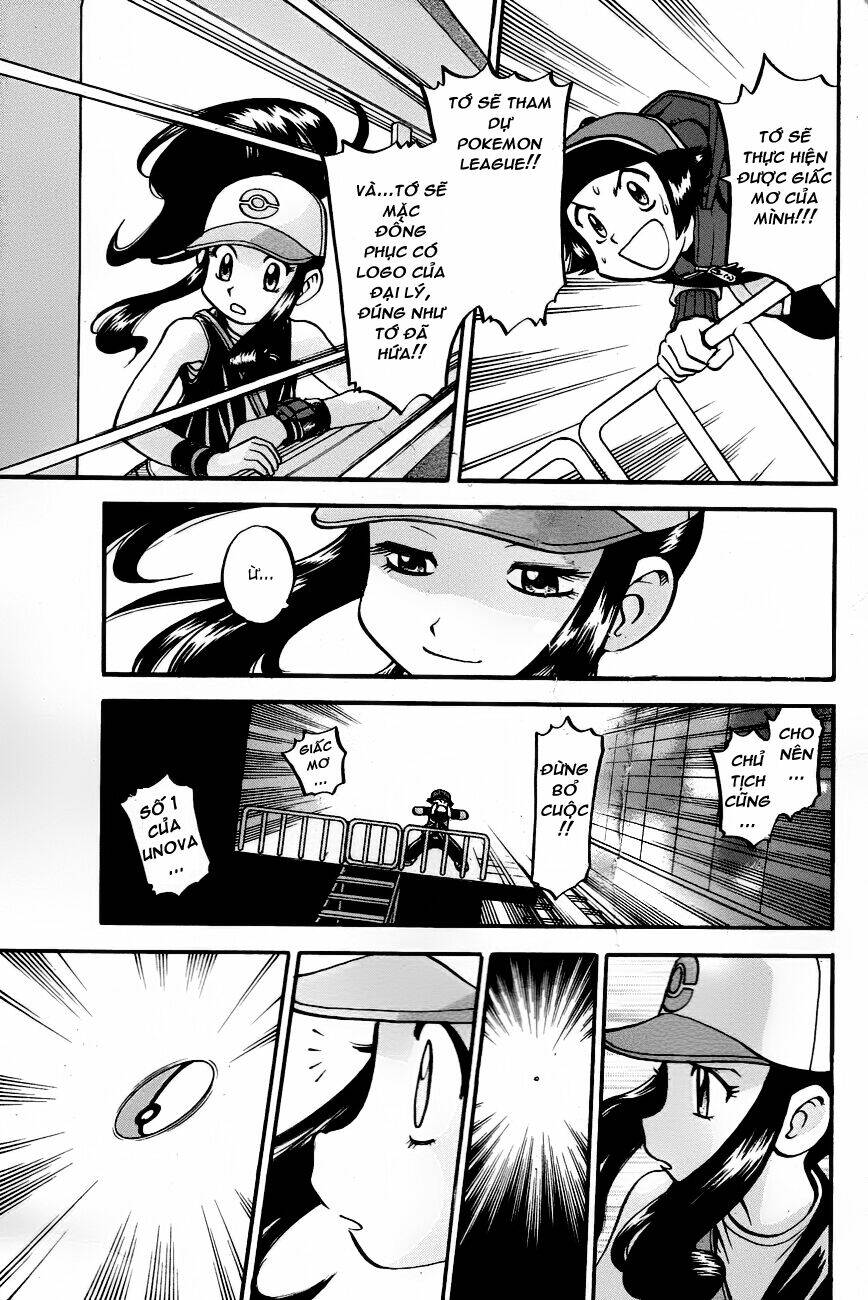 TỚ SẼ
THỰC HIỆN
ĐƯỢC GIẤC
MƠ CỦA
MÌNH!!!
TỚ SẼ THAM
DỰ
POKEMON
LEAGUE!!
VÀ...TỚ SẼ
MẶC
ĐỒNG
PHỤC CÓ
LOGO CỦA
ĐẠI LÝ,
ĐÚNG NHƯ
TỚ ĐÃ
HỨA!!
Ừ...
CHO
NÊN
...
CHỦ
TỊCH
CŨNG
...
ĐỪNG
BỎ
CUỘC
!!
GIẤC
MƠ
...
SỐ 1
CỦA
UNOVA
...